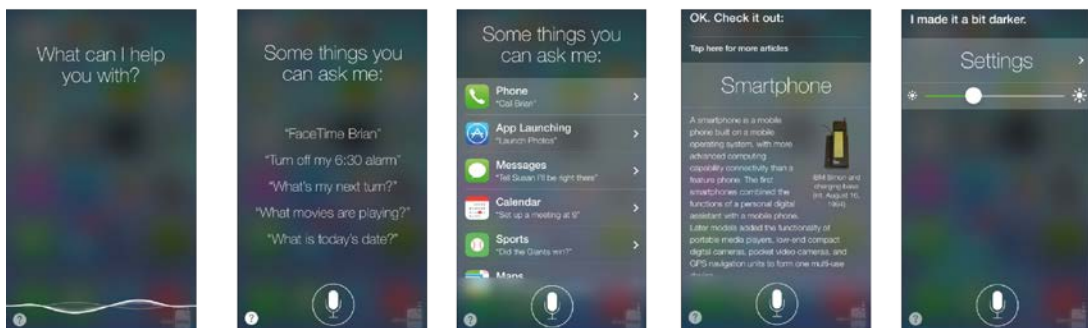 What can I help
you with?
?
Some things you
can ask me:
"FaceTime Brian"
"Turn off my 6:30 alarm"
"What's my next turn?"
"What movies are playing?"
"What is today's date?"
?
Some things you
can ask me:
Phone
"Call Brian"
App Launching
"Launch Photos"
Messages
"Tell Susan I'll be right there"
Calendar
"Set up a meeting at 9"
Sports
"Did the Giants win?"
Maps
?
OK. Check it out:
Tap here for more articles
Smartphone
A smartphone is a mobile
phone built on a mobile
operating system, with more
advanced computing
capability connectivity than a
feature phone. The first
smartphones combined the
functions of a personal digital
assistant with a mobile phone.
Later models added the functionality of
portable media players, low-end compact
digital cameras, pocket video cameras, and
GPS navigation units to form one multi-use
IBM Simon and
charging base
1994)
?
I made it a bit darker.
Settings
?